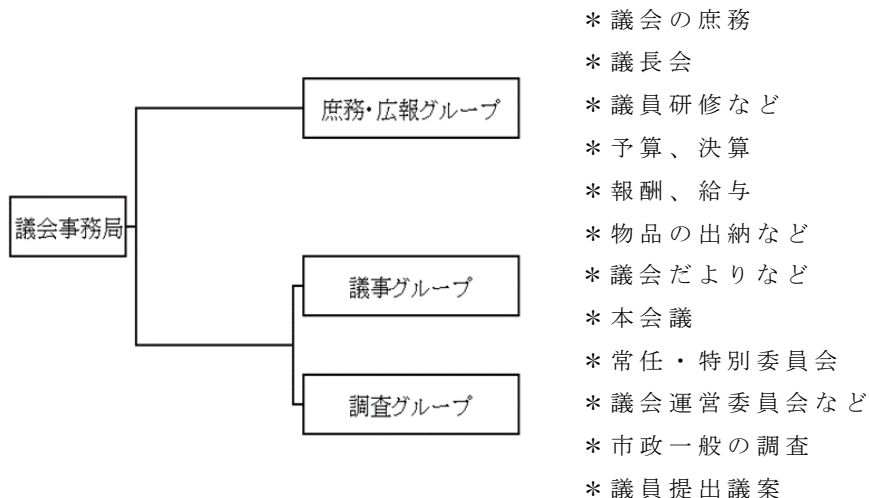 議会事務局
庶務・広報グループ
議事グループ
調査グループ
＊議会の庶務
＊議長会
＊議員研修など
＊予算、決算
＊報酬、給与
＊物品の出納など
＊議会だよりなど
＊本会議
＊常任・特別委員会
＊議会運営委員会など
＊市政一般の調査
＊議員提出議案